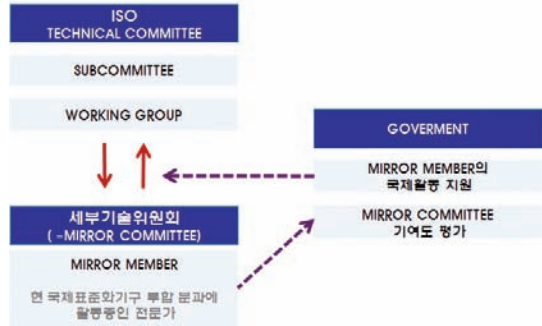 ISO
TECHNICAL COMMITTEE
SUBCOMMITTEE
WORKING GROUP
GOVERMENT
MIRROR MEMBER의
국제활동 지원
MIRROR COMMITTEE
기여도 평가
세부기술위원회
( -MIRROR COMMITTEE)
MIRROR MEMBER
현 국제표준화기구 부합 분과에
활동중인 전문가